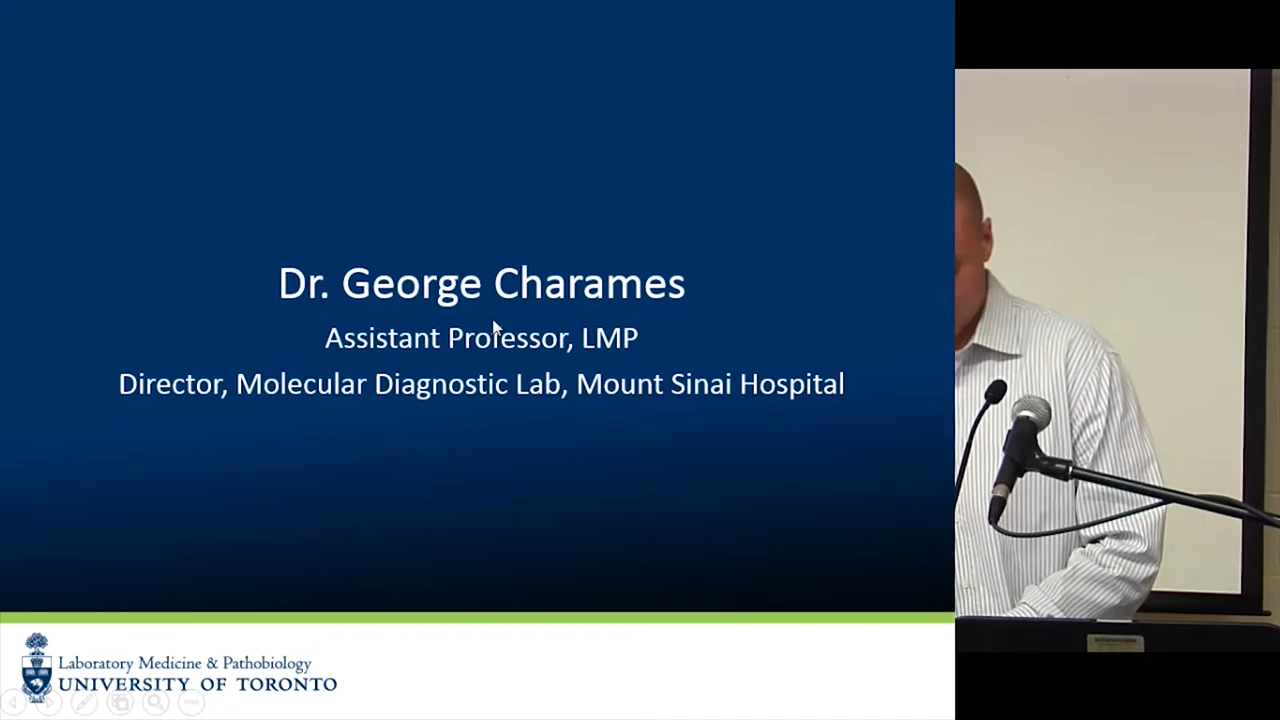 Dr. George Charames
Assistant Professor, LMP
Director, Molecular Diagnostic Lab, Mount Sinai Hospital
Laboratory Medicine & Pathobiology
UNIVERSITY OF TORONTO